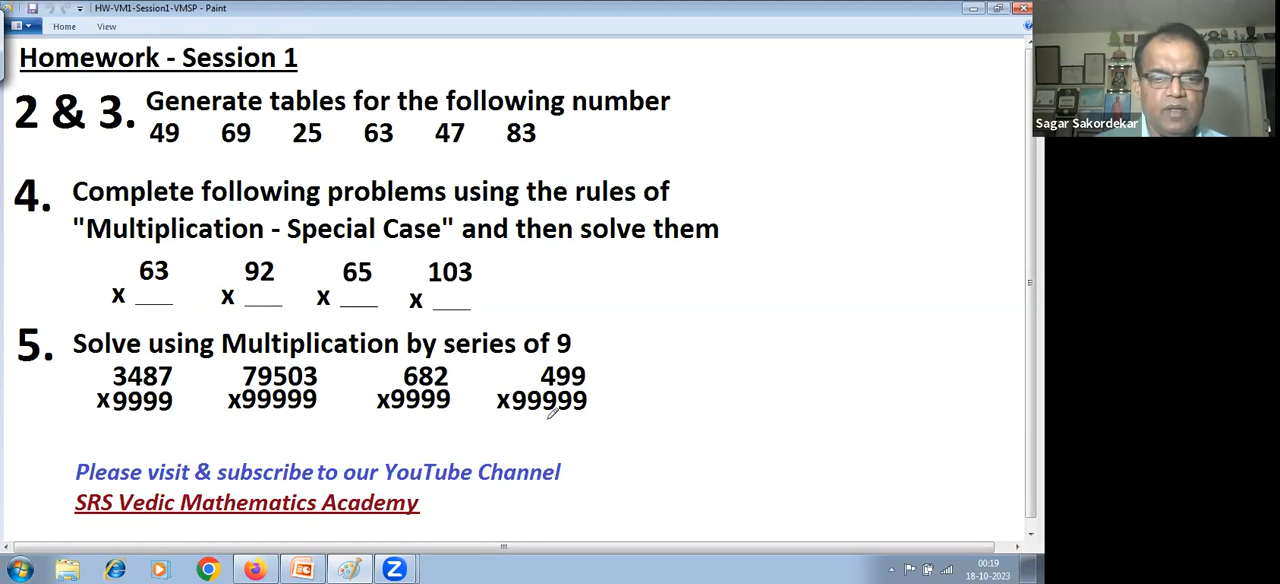 HW-VM1-Session1-VMSP - Paint
Home View
Homework - Session 1
2 & 3. Generate tables for the following number
49 69 25 63 47 83
4. Complete following problems using the rules of
"Multiplication - Special Case" and then solve them
63 92 65 103
x ___ x ___ x ___ x ___
5. Solve using Multiplication by series of 9
3487 79503 682 499
x9999 x99999 x9999 x99999
Please visit & subscribe to our YouTube Channel
SRS Vedic Mathematics Academy
Sagar Sakordekar
00:19
18-10-2023